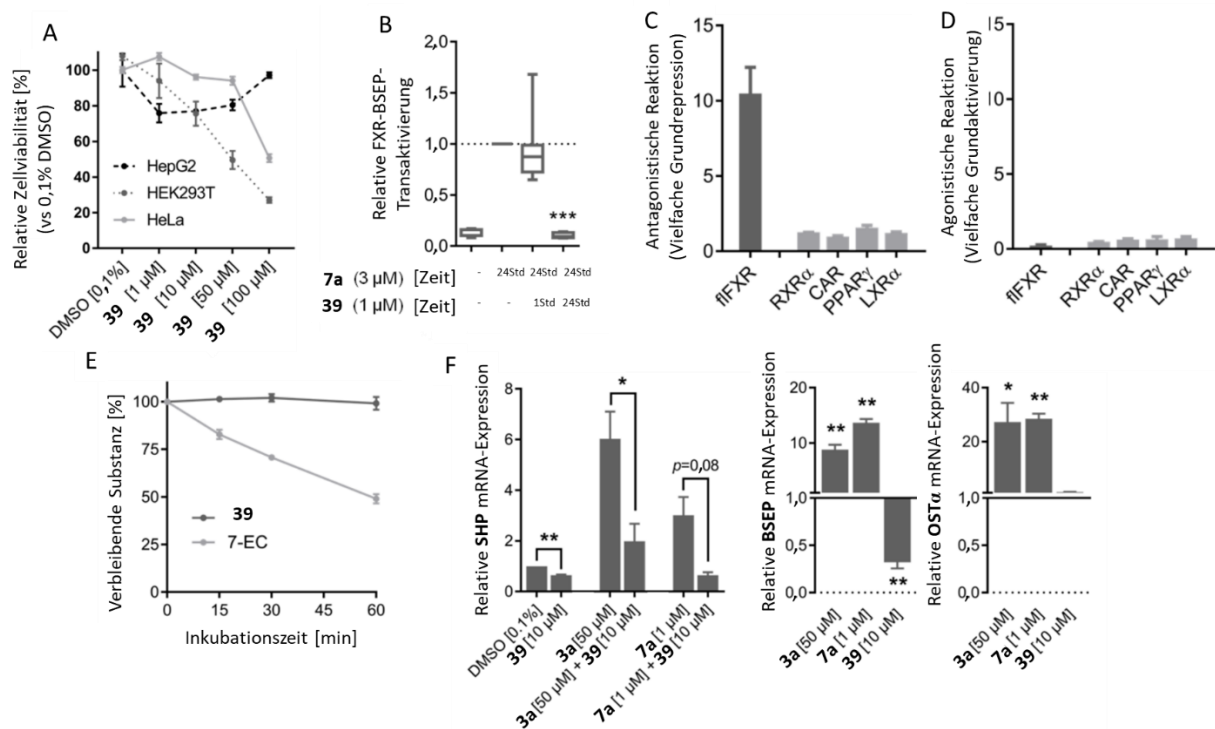 A
Relative Zellviabilität [%]
(vs 0,1% DMSO)
100
80
60
40
20
0
HepG2
HEK293T
HeLa
DMSO [0,1%]
39 [1 µM]
39 [10 µM]
39 [50 µM]
39 [100 µM]
B
Relative FXR-BSEP-
Transaktivierung
2,0
1,5
1,0
0,5
0,0
***
7a (3 µM) [Zeit] - 24Std 24Std 24Std
39 (1 µM) [Zeit] - - 1Std 24Std
C
Antagonistische Reaktion
(Vielfache Grundrepression)
15
10
5
0
flFXR
RXRα
CAR
PPARγ
LXRα
D
Agonistische Reaktion
(Vielfache Grundaktivierung)
15
10
5
0
flFXR
RXRα
CAR
PPARγ
LXRα
E
Verbleibende Substanz [%]
100
75
50
25
0
39
7-EC
0 15 30 45 60
Inkubationszeit [min]
F
Relative SHP mRNA-Expression
8
6
4
2
0
**
*
p=0,08
DMSO [0.1%]
39 [10 µM]
3a [50 µM]
3a [50 µM] + 39 [10 µM]
7a [1 µM]
7a [1 µM] + 39 [10 µM]
Relative BSEP mRNA-Expression
20
10
1,0
0,5
0,0
**
**
**
3a [50 µM]
7a [1 µM]
39 [10 µM]
Relative OSTα mRNA-Expression
40
20
1,0
0,5
0,0
*
**
3a [50 µM]
7a [1 µM]
39 [10 µM]